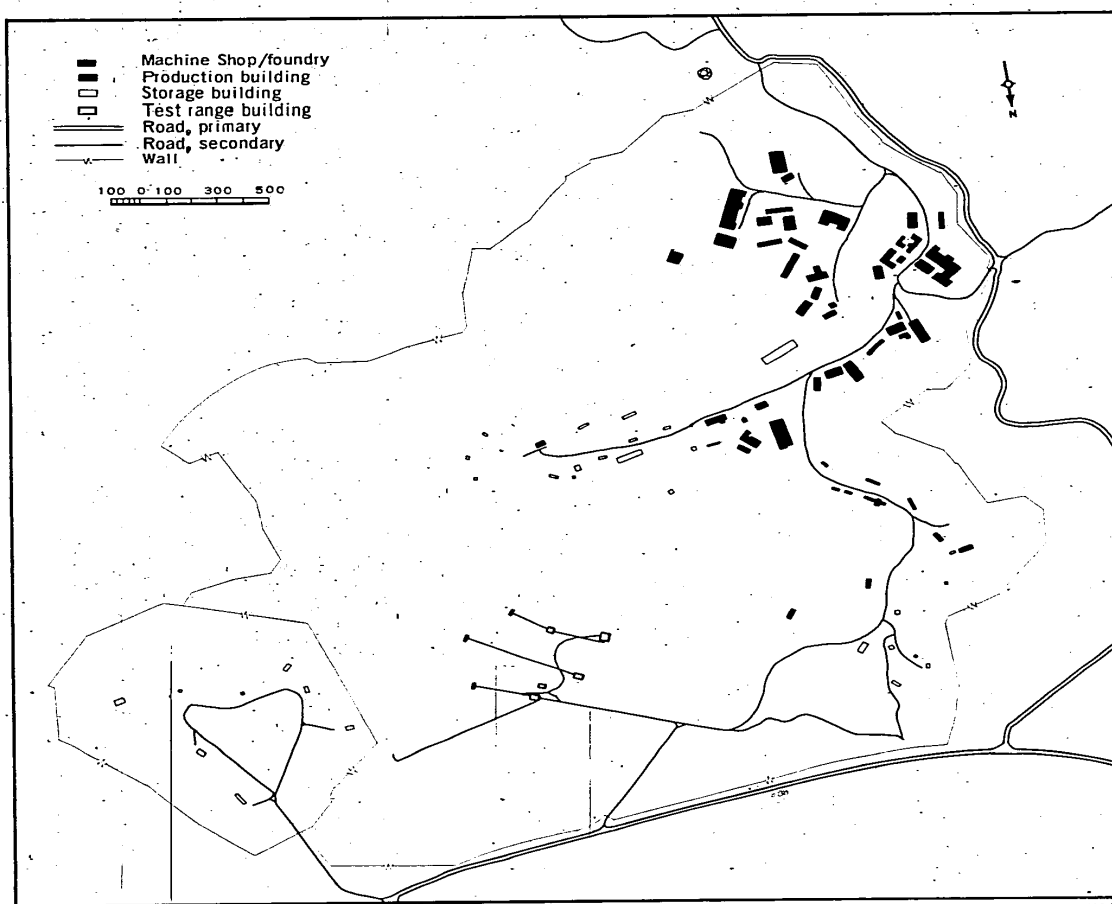 Machine Shop/foundry
Production building
Storage building
Test range building
Road, primary
Road, secondary
Wall
100 0 100 300 500
N